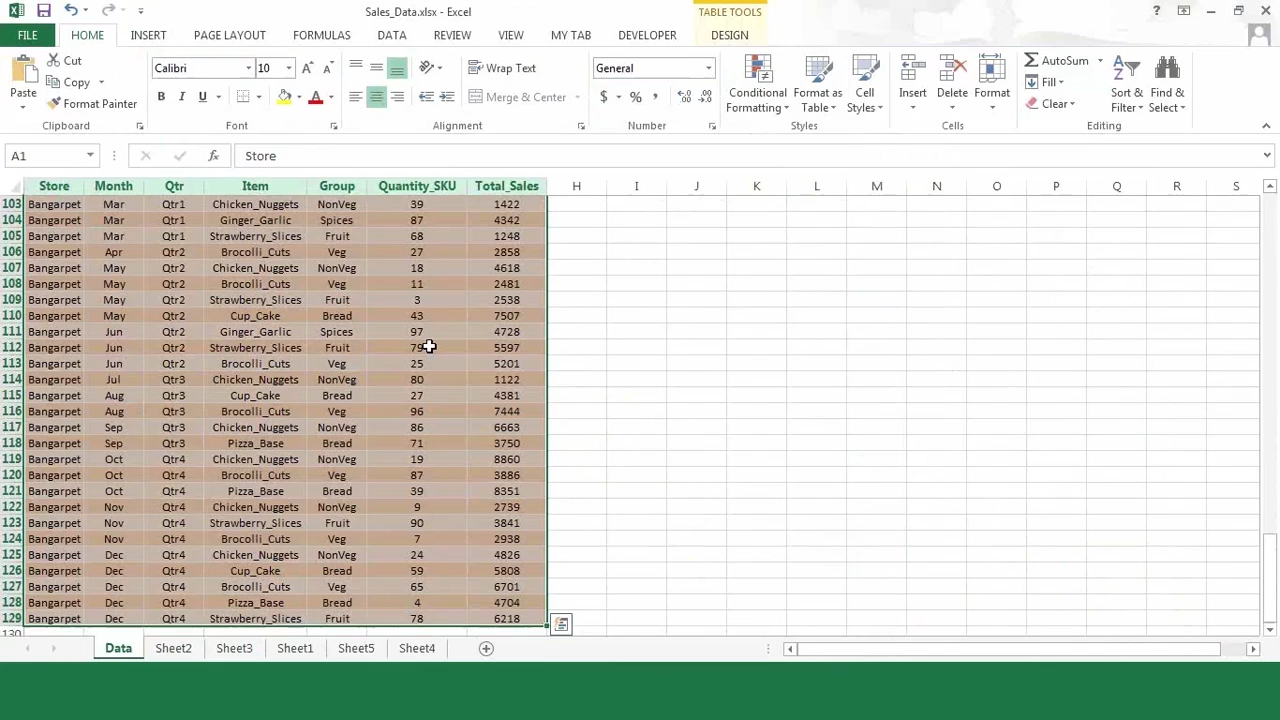 Sales_Data.xlsx - Excel
TABLE TOOLS
FILE HOME INSERT PAGE LAYOUT FORMULAS DATA REVIEW VIEW MY TAB DEVELOPER DESIGN
Paste
Cut
Copy
Format Painter
Clipboard
Calibri 10
B I U
Font
Wrap Text
Merge & Center
Alignment
General
$ % ,
Number
Conditional Formatting
Format as Table
Cell Styles
Styles
Insert
Delete
Format
Cells
AutoSum
Fill
Clear
Sort & Filter
Find & Select
Editing
A1 fx Store
Store Month Qtr Item Group Quantity_SKU Total_Sales H I J K L M N O P Q R S
103 Bangarpet Mar Qtr1 Chicken_Nuggets NonVeg 39 1422
104 Bangarpet Mar Qtr1 Ginger_Garlic Spices 87 4342
105 Bangarpet Mar Qtr1 Strawberry_Slices Fruit 68 1248
106 Bangarpet Apr Qtr2 Brocolli_Cuts Veg 27 2858
107 Bangarpet May Qtr2 Chicken_Nuggets NonVeg 18 4618
108 Bangarpet May Qtr2 Brocolli_Cuts Veg 11 2481
109 Bangarpet May Qtr2 Strawberry_Slices Fruit 3 2538
110 Bangarpet May Qtr2 Cup_Cake Bread 43 7507
111 Bangarpet Jun Qtr2 Ginger_Garlic Spices 97 4728
112 Bangarpet Jun Qtr2 Strawberry_Slices Fruit 79 5597
113 Bangarpet Jun Qtr2 Brocolli_Cuts Veg 25 5201
114 Bangarpet Jul Qtr3 Chicken_Nuggets NonVeg 80 1122
115 Bangarpet Aug Qtr3 Cup_Cake Bread 27 4381
116 Bangarpet Aug Qtr3 Brocolli_Cuts Veg 96 7444
117 Bangarpet Sep Qtr3 Chicken_Nuggets NonVeg 86 6663
118 Bangarpet Sep Qtr3 Pizza_Base Bread 71 3750
119 Bangarpet Oct Qtr4 Chicken_Nuggets NonVeg 19 8860
120 Bangarpet Oct Qtr4 Brocolli_Cuts Veg 87 3886
121 Bangarpet Oct Qtr4 Pizza_Base Bread 39 8351
122 Bangarpet Nov Qtr4 Chicken_Nuggets NonVeg 9 2739
123 Bangarpet Nov Qtr4 Strawberry_Slices Fruit 90 3841
124 Bangarpet Nov Qtr4 Brocolli_Cuts Veg 7 2938
125 Bangarpet Dec Qtr4 Chicken_Nuggets NonVeg 24 4826
126 Bangarpet Dec Qtr4 Cup_Cake Bread 59 5808
127 Bangarpet Dec Qtr4 Brocolli_Cuts Veg 65 6701
128 Bangarpet Dec Qtr4 Pizza_Base Bread 4 4704
129 Bangarpet Dec Qtr4 Strawberry_Slices Fruit 78 6218
130
Data Sheet2 Sheet3 Sheet1 Sheet5 Sheet4